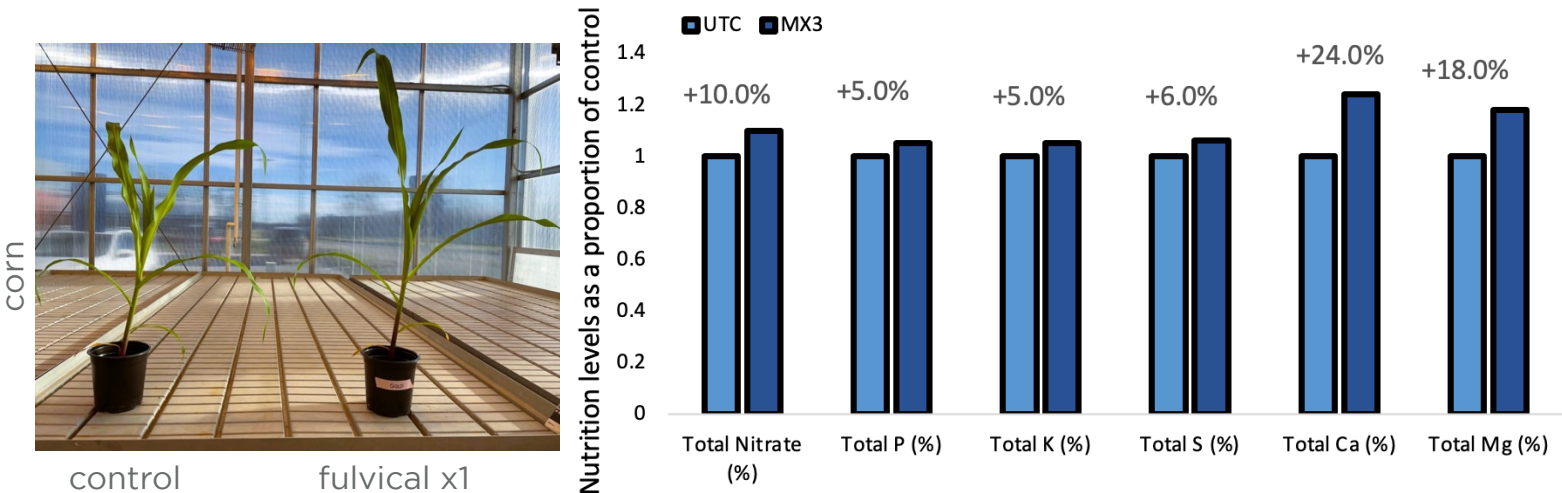 corn
control
fulvical x1
Nutrition levels as a proportion of control
UTC
MX3
1.4
1.2
1
0.8
0.6
0.4
0.2
0
+10.0%
+5.0%
+5.0%
+6.0%
+24.0%
+18.0%
Total Nitrate
(%)
Total P (%)
Total K (%)
Total S (%)
Total Ca (%)
Total Mg (%)